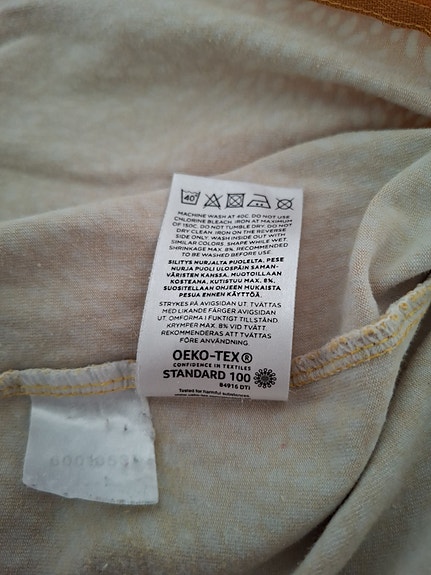 40
MACHINE WASH AT 40C. DO NOT USE
CHLORINE BLEACH. IRON AT MAXIMUM
OF 150C. DO NOT TUMBLE DRY. DO NOT
DRY CLEAN. IRON ON THE REVERSE
SIDE ONLY. WASH INSIDE OUT WITH
SIMILAR COLORS. SHAPE WHILE WET.
SHRINKAGE MAX. 8%. RECOMMENDED
TO BE WASHED BEFORE USE.
SILITYS NURJALTA PUOLELTA, PESE
NURJA PUOLI ULOSPÄIN SAMAN-
VÄRISTEN KANSSA. MUOTOILLAAN
KOSTEANA, KUTISTUU MAX. 8%.
SUOSITELLAAN OHJEEN MUKAISTA
PESUA ENNEN KÄYTTÖÄ.
STRYKES PÅ AVIGSIDAN UT. TVÄTTAS
MED LIKANDE FÄRGER AVIGSIDAN
UT. OMFORMA I FUKTIGT TILLSTÅND
KRYMPER MAX. 8% VID TVÄTT.
REKOMMENDERAS ATT TVÄTTAS
FÖRE ANVÄNDNING.
OEKO-TEX®
CONFIDENCE IN TEXTILES
STANDARD 100
84916 DTI
Tested for harmful substances.